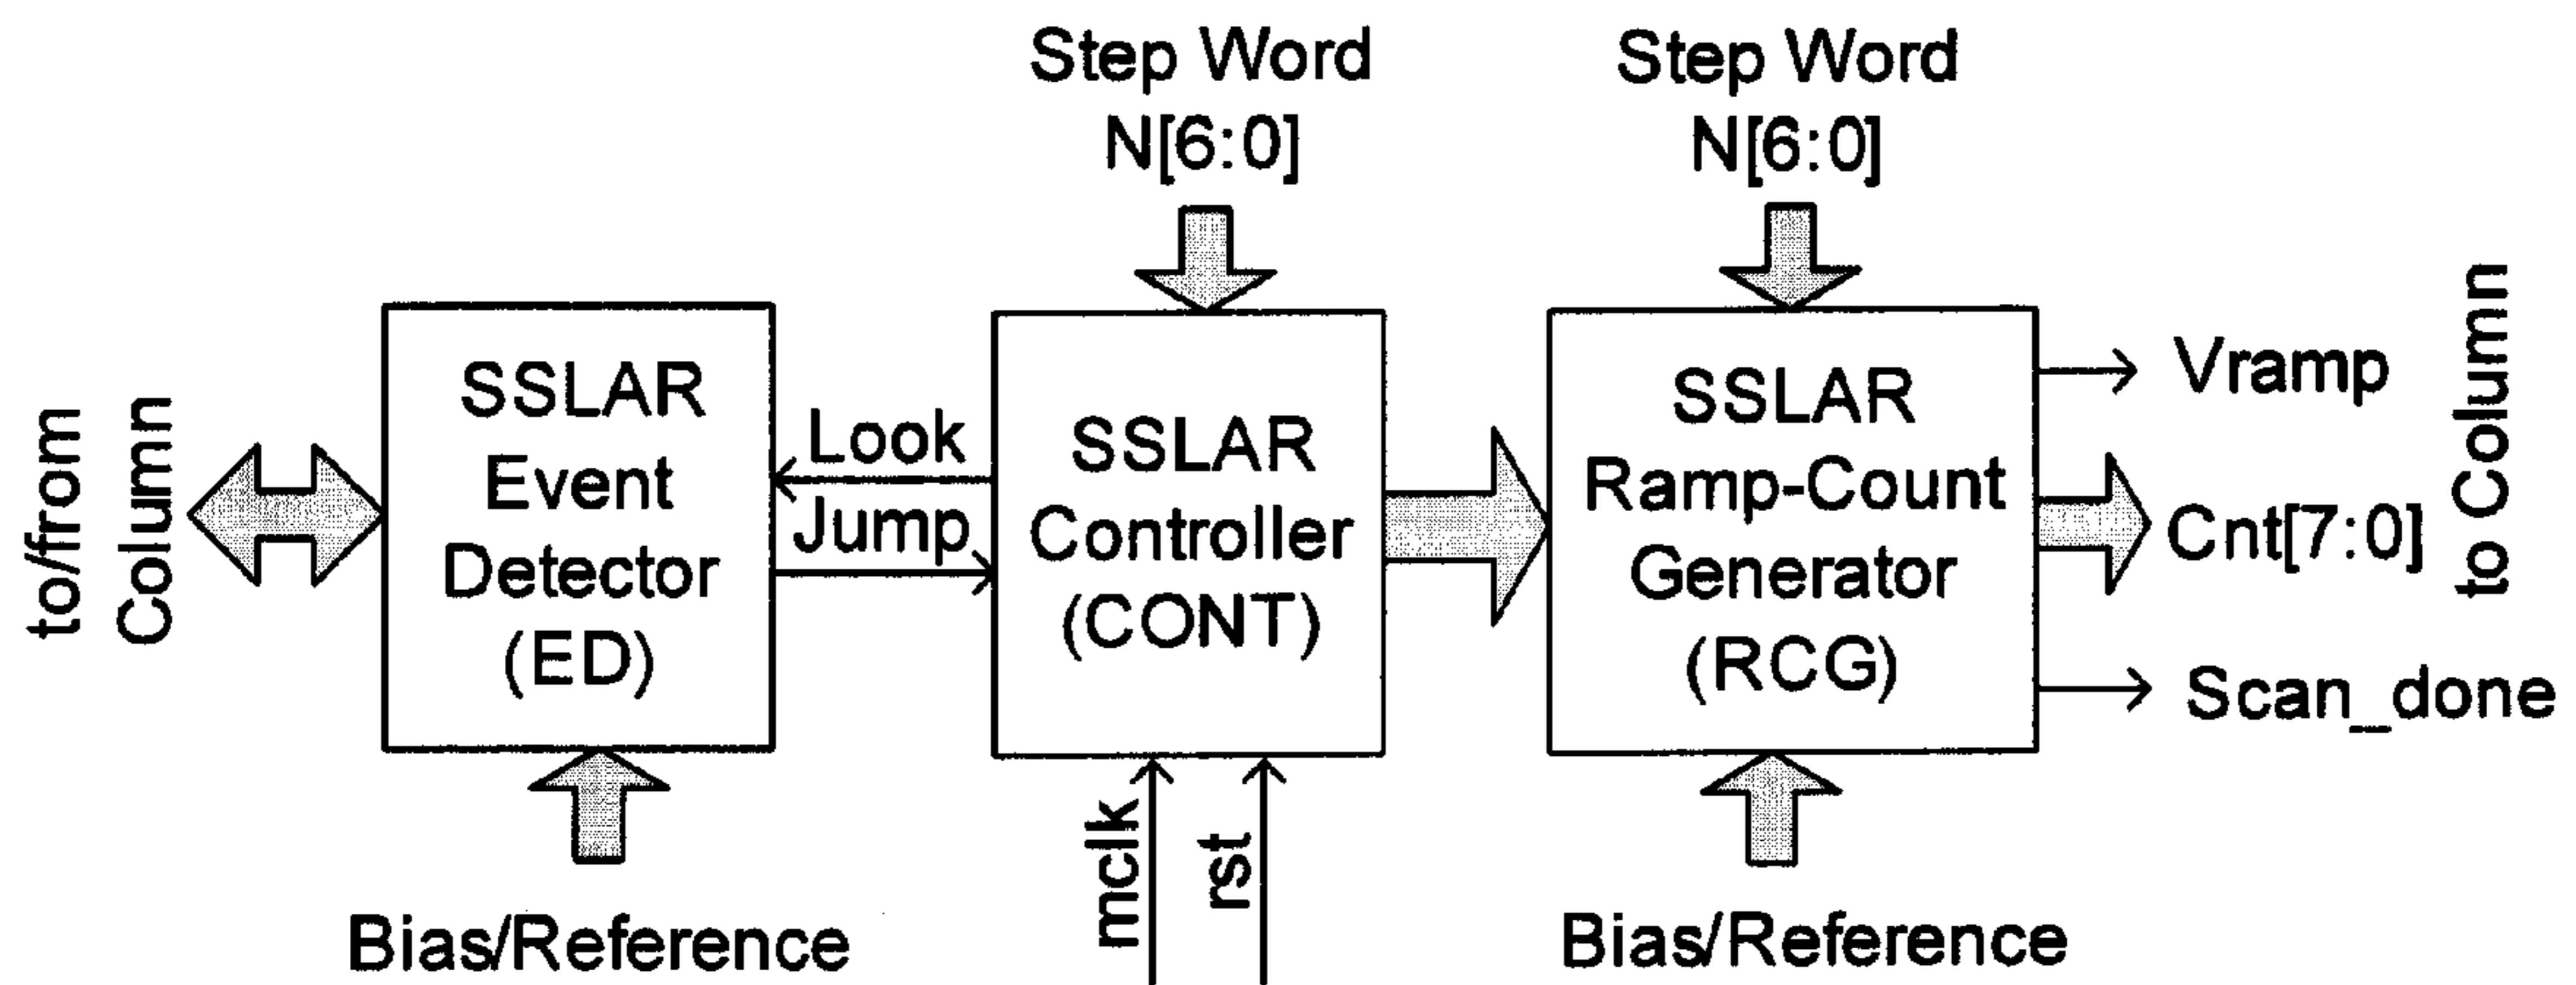 Step Word
N[6:0]
Step Word
N[6:0]
to/from
Column
SSLAR
Event
Detector
(ED)
Look
Jump
SSLAR
Controller
(CONT)
SSLAR
Ramp-Count
Generator
(RCG)
Vramp
Cnt[7:0]
Scan_done
to Column
Bias/Reference
mclk
rst
Bias/Reference